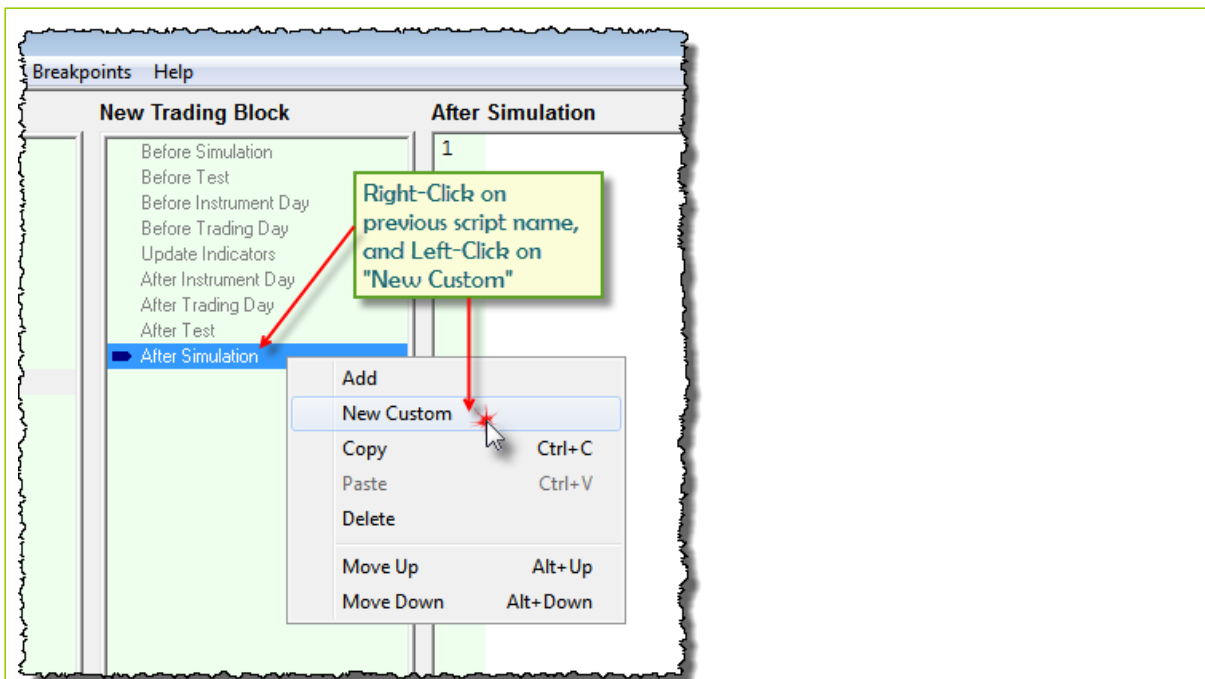 Breakpoints Help
New Trading Block
After Simulation
Before Simulation
Before Test
Before Instrument Day
Before Trading Day
Update Indicators
After Instrument Day
After Trading Day
After Test
After Simulation
1
Right-Click on
previous script name,
and Left-Click on
"New Custom"
Add
New Custom
Copy Ctrl+C
Paste Ctrl+V
Delete
Move Up Alt+Up
Move Down Alt+Down